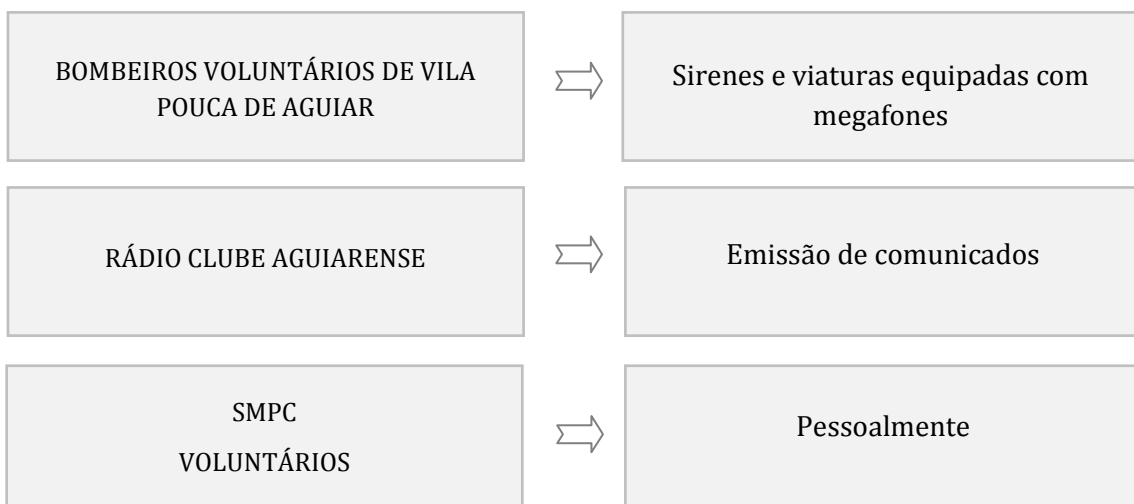 BOMBEIROS VOLUNTÁRIOS DE VILA
POUCA DE AGUIAR
Sirenes e viaturas equipadas com
megafones
RÁDIO CLUBE AGUIARENSE
Emissão de comunicados
SMPC
VOLUNTÁRIOS
Pessoalmente